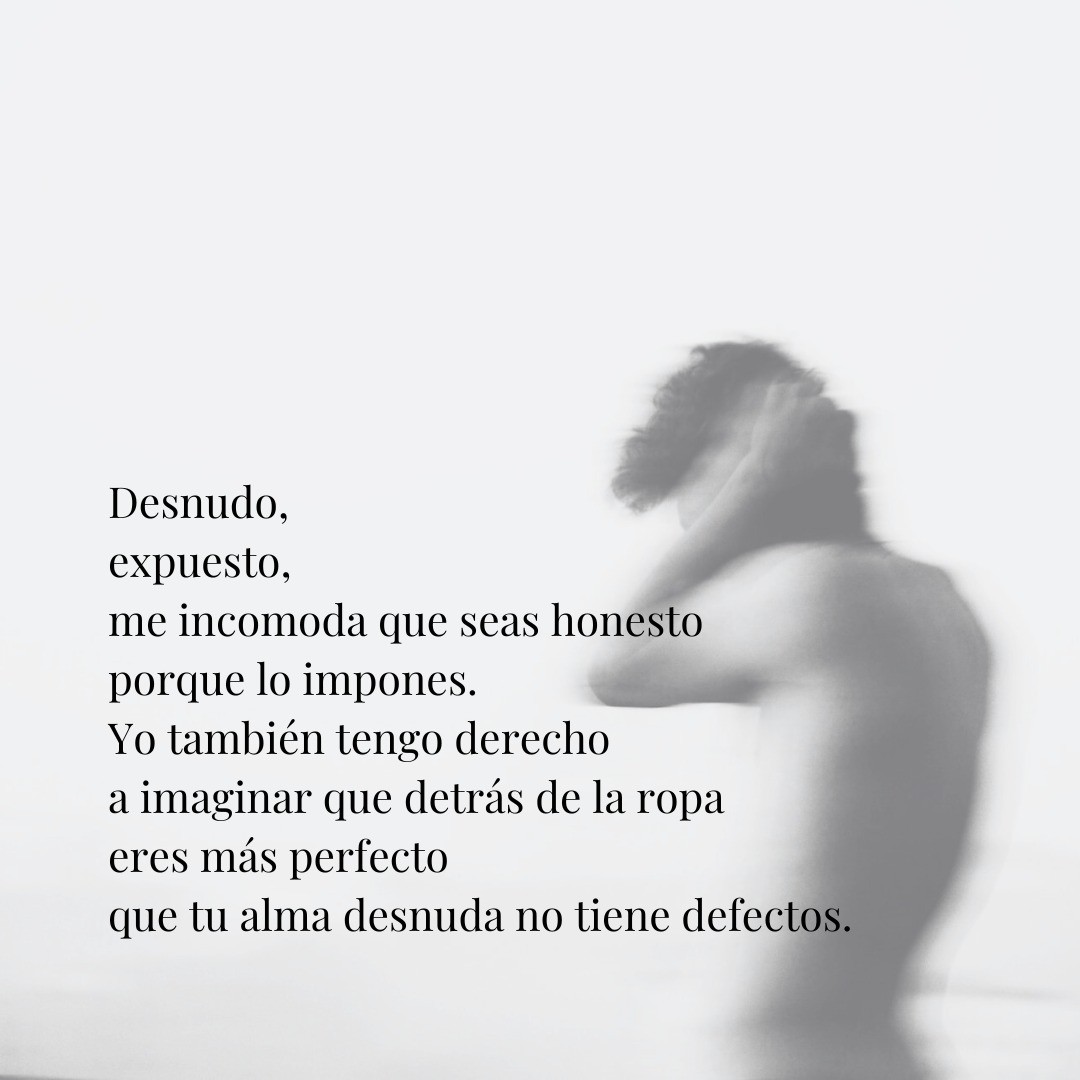 Desnudo,
expuesto,
me incomoda que seas honesto
porque lo impones.
Yo también tengo derecho
a imaginar que detrás de la ropa
eres más perfecto
que tu alma desnuda no tiene defectos.